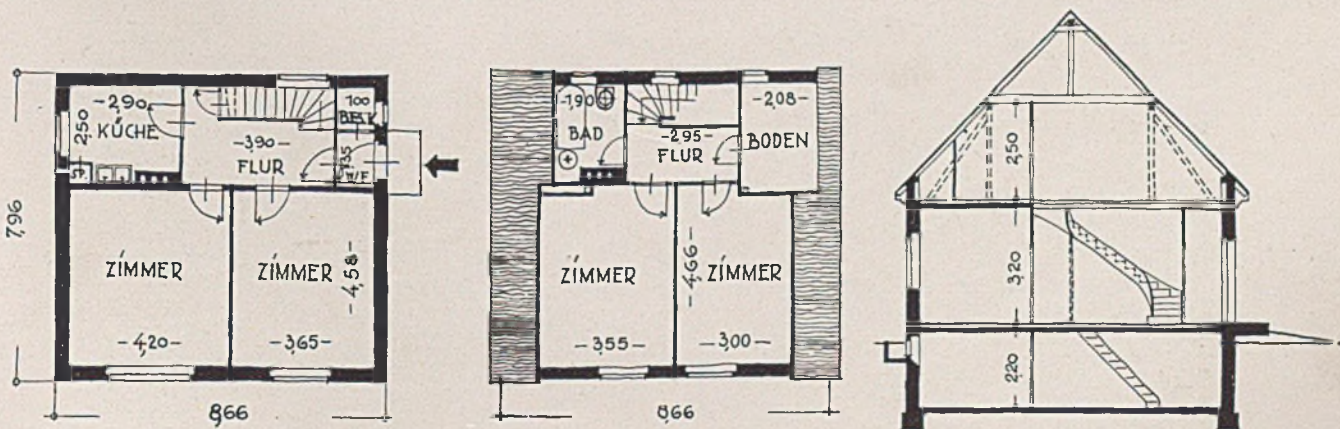 -2,90-
2,50
KÜCHE
-3,90-
FLUR
1,00
1,35
W/F
ZIMMER
ZIMMER
-4,58-
-4,20-
-3,65-
7,96
8,66
-1,90-
BAD
-2,95-
FLUR
-2,08-
BODEN
ZIMMER
-4,66-
ZIMMER
-3,55-
-3,00-
8,66
2,50
3,20
2,20